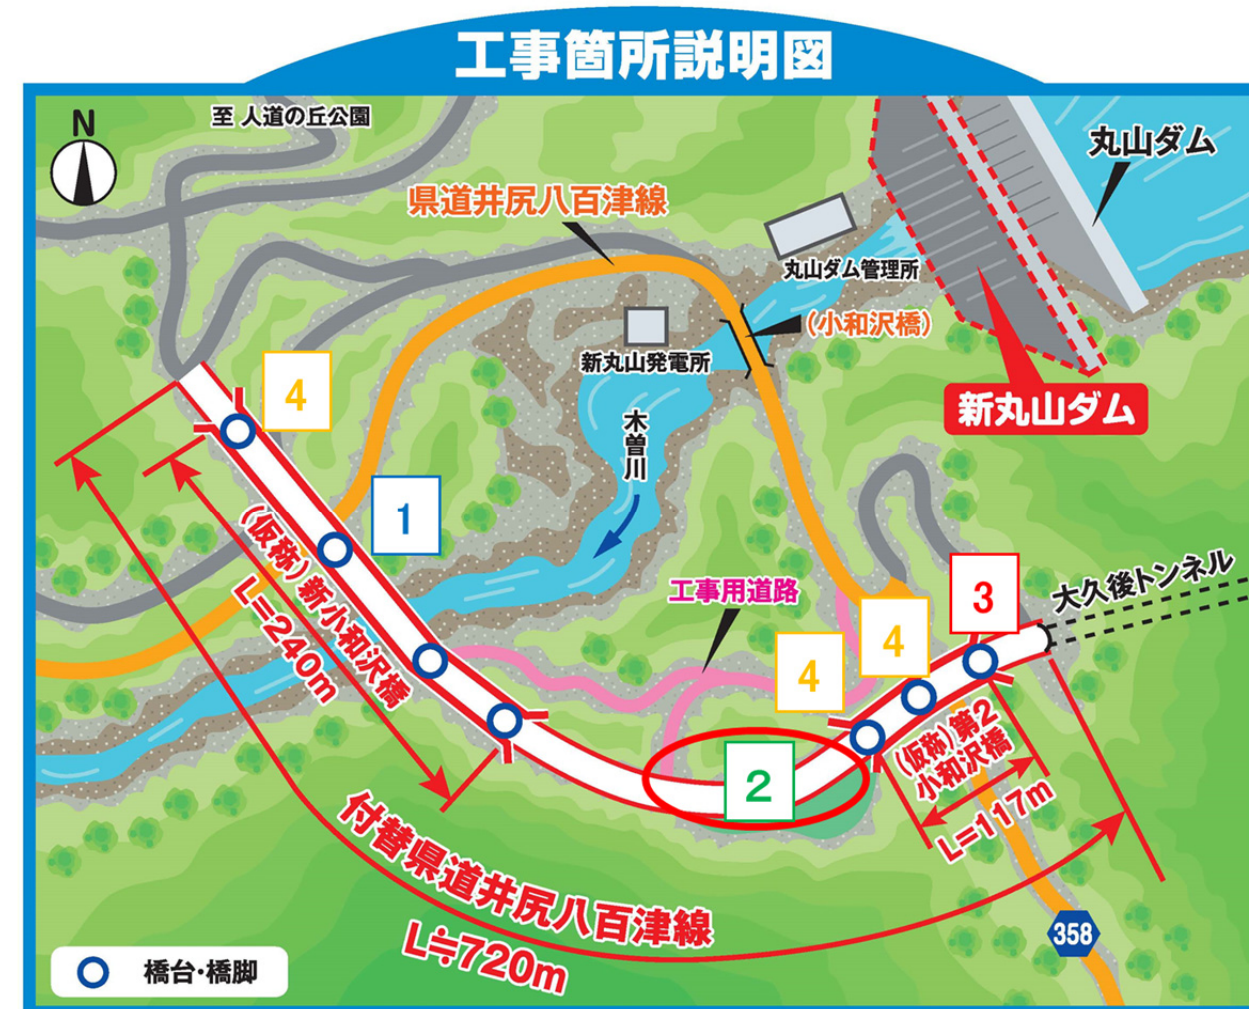 工事箇所説明図
N
至 人道の丘公園
丸山ダム
県道井尻八百津線
丸山ダム管理所
(小和沢橋)
新丸山発電所
新丸山ダム
4
木曽川
1
(仮称)新小和沢橋
L=240m
工事用道路
3
大久後トンネル
4
4
2
(仮称)第2
小和沢橋
L=117m
付替県道井尻八百津線
L≒720m
358
橋台・橋脚